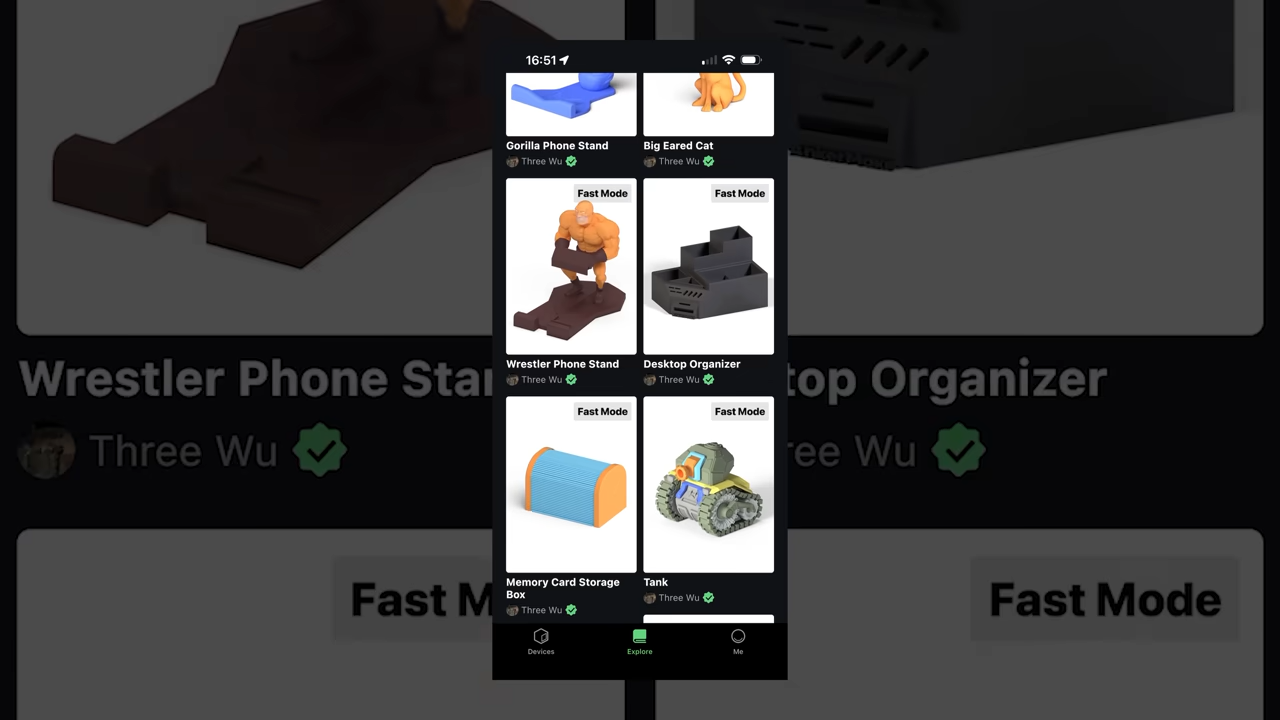 16:51
Gorilla Phone Stand
Big Eared Cat
Three Wu
Three Wu
Fast Mode
Fast Mode
Wrestler Phone Stand
Desktop Organizer
Three Wu
Three Wu
Fast Mode
Fast Mode
Memory Card Storage
Box
Tank
Three Wu
Three Wu
Devices
Explore
Me
Wrestler Phone Stan
top Organizer
Three Wu
ree Wu
Fast M
Fast Mode